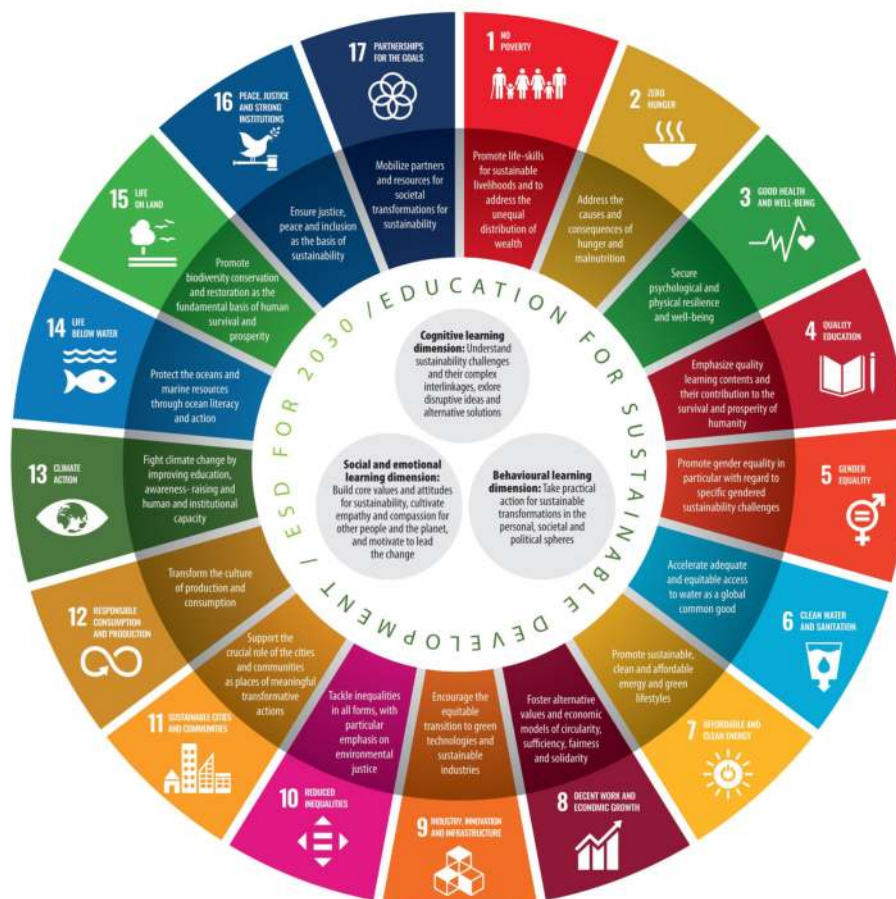 1 NO
POVERTY
Promote life-skills
for sustainable
livelihoods and to
address the
unequal
distribution of
wealth
2 ZERO
HUNGER
Address the
causes and
consequences of
hunger and
malnutrition
3 GOOD HEALTH
AND WELL-BEING
Secure
psychological and
physical resilience
and well-being
4 QUALITY
EDUCATION
Emphasize quality
learning contents and
their contribution to the
survival and prosperity of
humanity
5 GENDER
EQUALITY
Promote gender equality in
particular with regard to
specific gendered
sustainability challenges
6 CLEAN WATER
AND SANITATION
Accelerate adequate
and equitable access
to water as a global
common good
7 AFFORDABLE AND
CLEAN ENERGY
Promote sustainable,
clean and affordable
energy and green
lifestyles
8 DECENT WORK AND
ECONOMIC GROWTH
Foster alternative
values and economic
models of circularity,
sufficiency, fairness
and solidarity
9 INDUSTRY, INNOVATION
AND INFRASTRUCTURE
Encourage the
equitable
transition to green
technologies and
sustainable
industries
10 REDUCED
INEQUALITIES
Tackle inequalities
in all forms, with
particular
emphasis on
environmental
justice
11 SUSTAINABLE CITIES
AND COMMUNITIES
Support the
crucial role of the cities
and communities
as places of meaningful
transformative
actions
12 RESPONSIBLE
CONSUMPTION
AND PRODUCTION
Transform the culture
of production and
consumption
13 CLIMATE
ACTION
Fight climate change by
improving education,
awareness- raising and
human and institutional
capacity
14 LIFE
BELOW WATER
Protect the oceans and
marine resources
through ocean literacy
and action
15 LIFE
ON LAND
Promote
biodiversity conservation
and restoration as the
fundamental basis of human
survival and
prosperity
16 PEACE, JUSTICE
AND STRONG
INSTITUTIONS
Ensure justice,
peace and inclusion
as the basis of
sustainability
17 PARTNERSHIPS
FOR THE GOALS
Mobilize partners
and resources for
societal
transformations for
sustainability
ESD FOR 2030 / EDUCATION FOR SUSTAINABLE DEVELOPMENT /
Cognitive learning
dimension: Understand
sustainability challenges
and their complex
interlinkages, exlore
disruptive ideas and
alternative solutions
Social and emotional
learning dimension:
Build core values and attitudes
for sustainability, cultivate
empathy and compassion for
other people and the planet,
and motivate to lead
the change
Behavioural learning
dimension: Take practical
action for sustainable
transformations in the
personal, societal and
political spheres